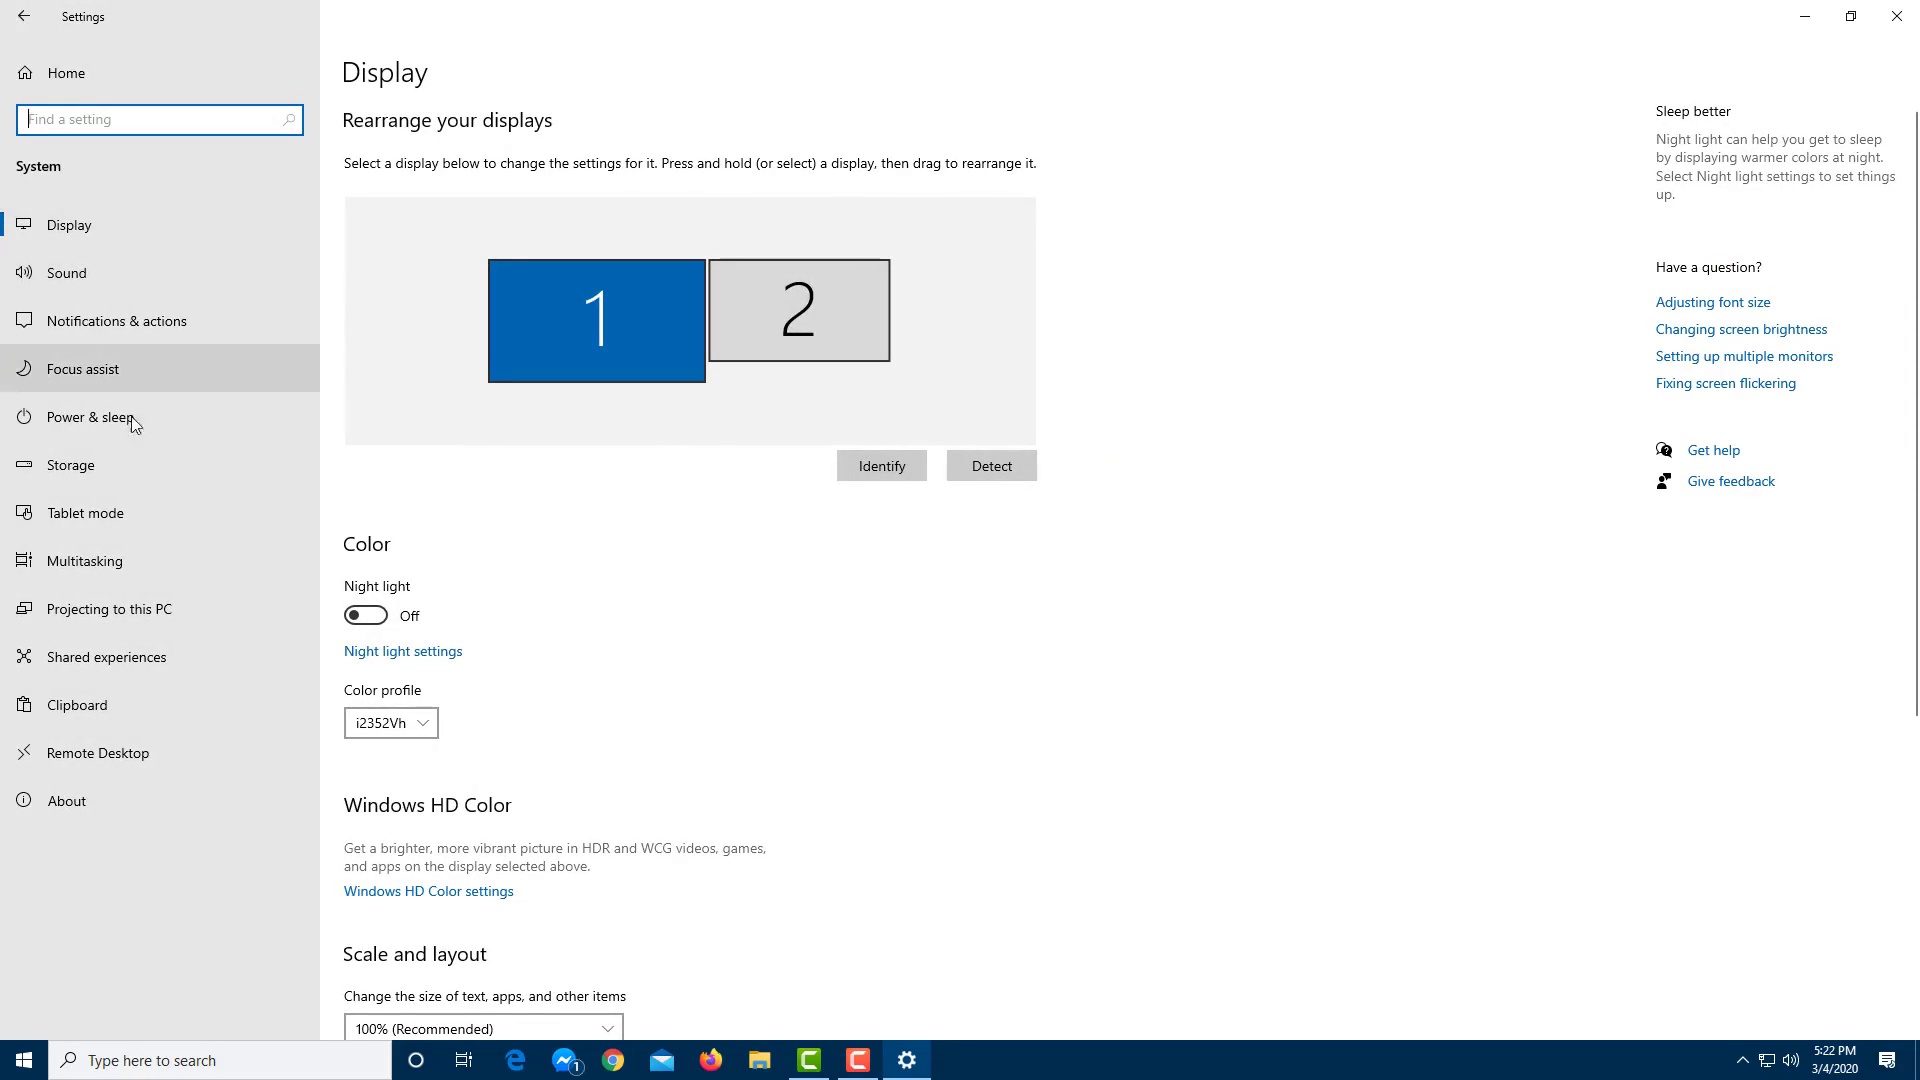 Settings
Home
Find a setting
System
Display
Sound
Notifications & actions
Focus assist
Power & sleep
Storage
Tablet mode
Multitasking
Projecting to this PC
Shared experiences
Clipboard
Remote Desktop
About
Display
Rearrange your displays
Select a display below to change the settings for it. Press and hold (or select) a display, then drag to rearrange it.
1
2
Identify
Detect
Color
Night light
Off
Night light settings
Color profile
i2352Vh
Windows HD Color
Get a brighter, more vibrant picture in HDR and WCG videos, games,
and apps on the display selected above.
Windows HD Color settings
Scale and layout
Change the size of text, apps, and other items
100% (Recommended)
Sleep better
Night light can help you get to sleep
by displaying warmer colors at night.
Select Night light settings to set things
up.
Have a question?
Adjusting font size
Changing screen brightness
Setting up multiple monitors
Fixing screen flickering
Get help
Give feedback
Type here to search
1
5:22 PM
3/4/2020